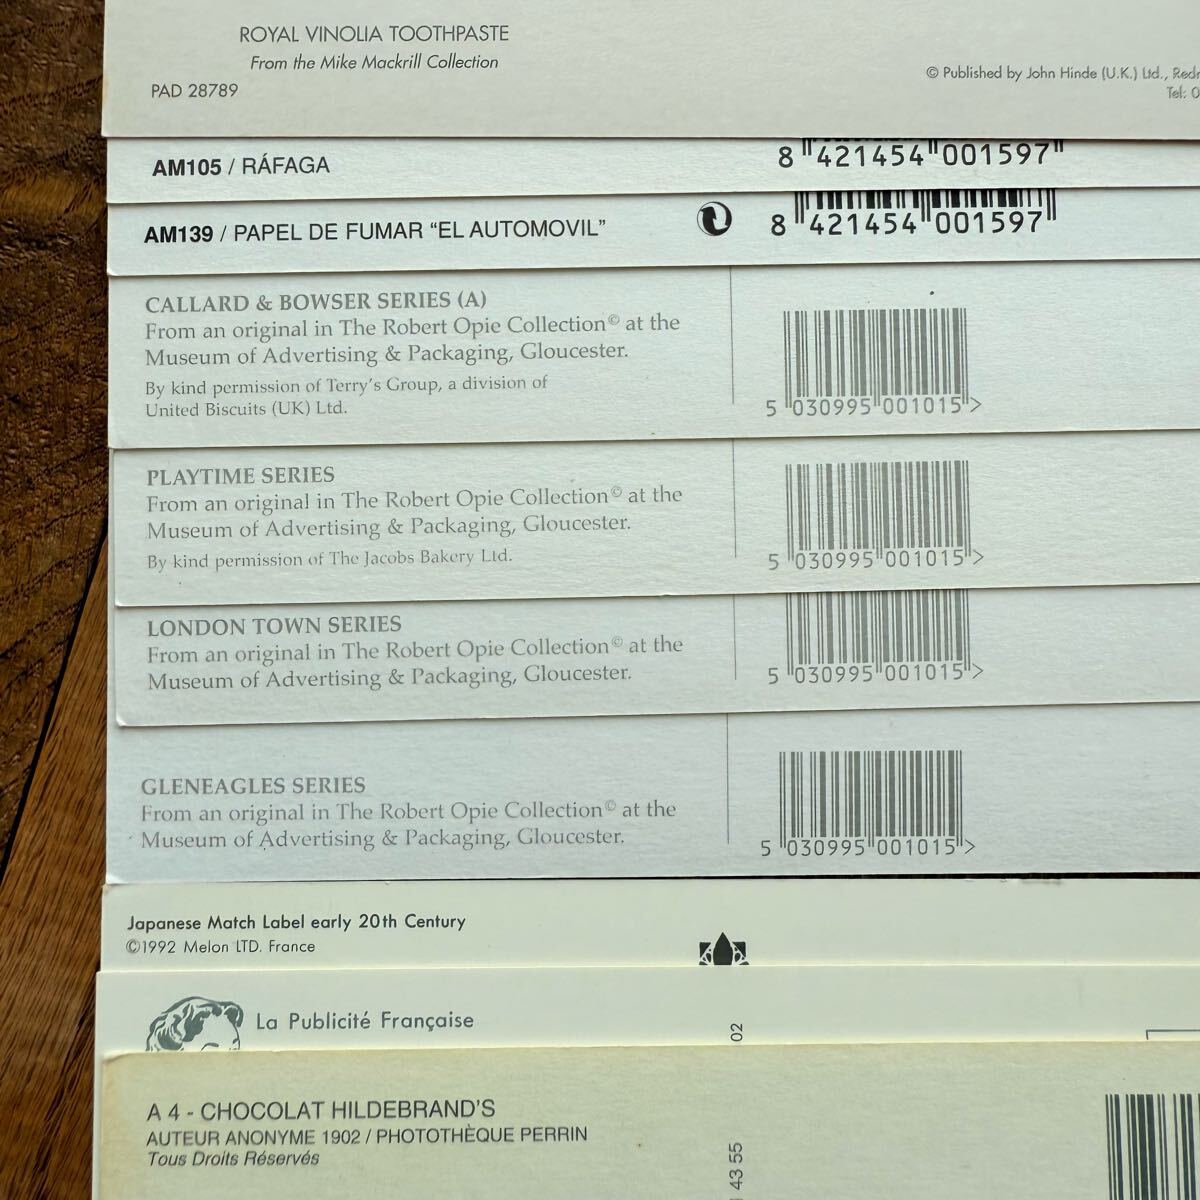 ROYAL VINOLIA TOOTHPASTE
From the Mike Mackrill Collection
PAD 28789
© Published by John Hinde (U.K.) Ltd.,
Tel:
AM105 / RÁFAGA
8 421454 001597
AM139 / PAPEL DE FUMAR “EL AUTOMOVIL”
8 421454 001597
CALLARD & BOWSER SERIES (A)
From an original in The Robert Opie Collection© at the
Museum of Advertising & Packaging, Gloucester.
By kind permission of Terry's Group, a division of
United Biscuits (UK) Ltd.
5 030995 001015 >
PLAYTIME SERIES
From an original in The Robert Opie Collection© at the
Museum of Advertising & Packaging, Gloucester.
By kind permission of The Jacobs Bakery Ltd.
5 030995 001015 >
LONDON TOWN SERIES
From an original in The Robert Opie Collection© at the
Museum of Advertising & Packaging, Gloucester.
5 030995 001015 >
GLENEAGLES SERIES
From an original in The Robert Opie Collection© at the
Museum of Advertising & Packaging, Gloucester.
5 030995 001015 >
Japanese Match Label early 20th Century
©1992 Melon LTD. France
La Publicité Française
02
A 4 - CHOCOLAT HILDEBRAND'S
AUTEUR ANONYME 1902 / PHOTOTHÈQUE PERRIN
Tous Droits Réservés
43 55